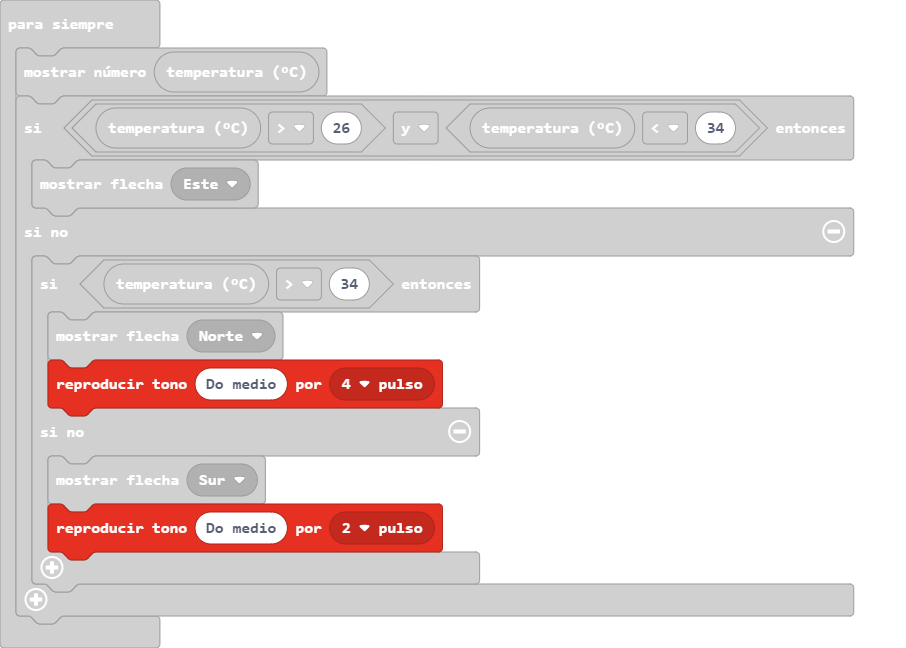 para siempre
mostrar número temperatura (ºC)
si temperatura (ºC) > 26 y temperatura (ºC) < 34 entonces
mostrar flecha Este
si no
si temperatura (ºC) > 34 entonces
mostrar flecha Norte
reproducir tono Do medio por 4 pulso
si no
mostrar flecha Sur
reproducir tono Do medio por 2 pulso